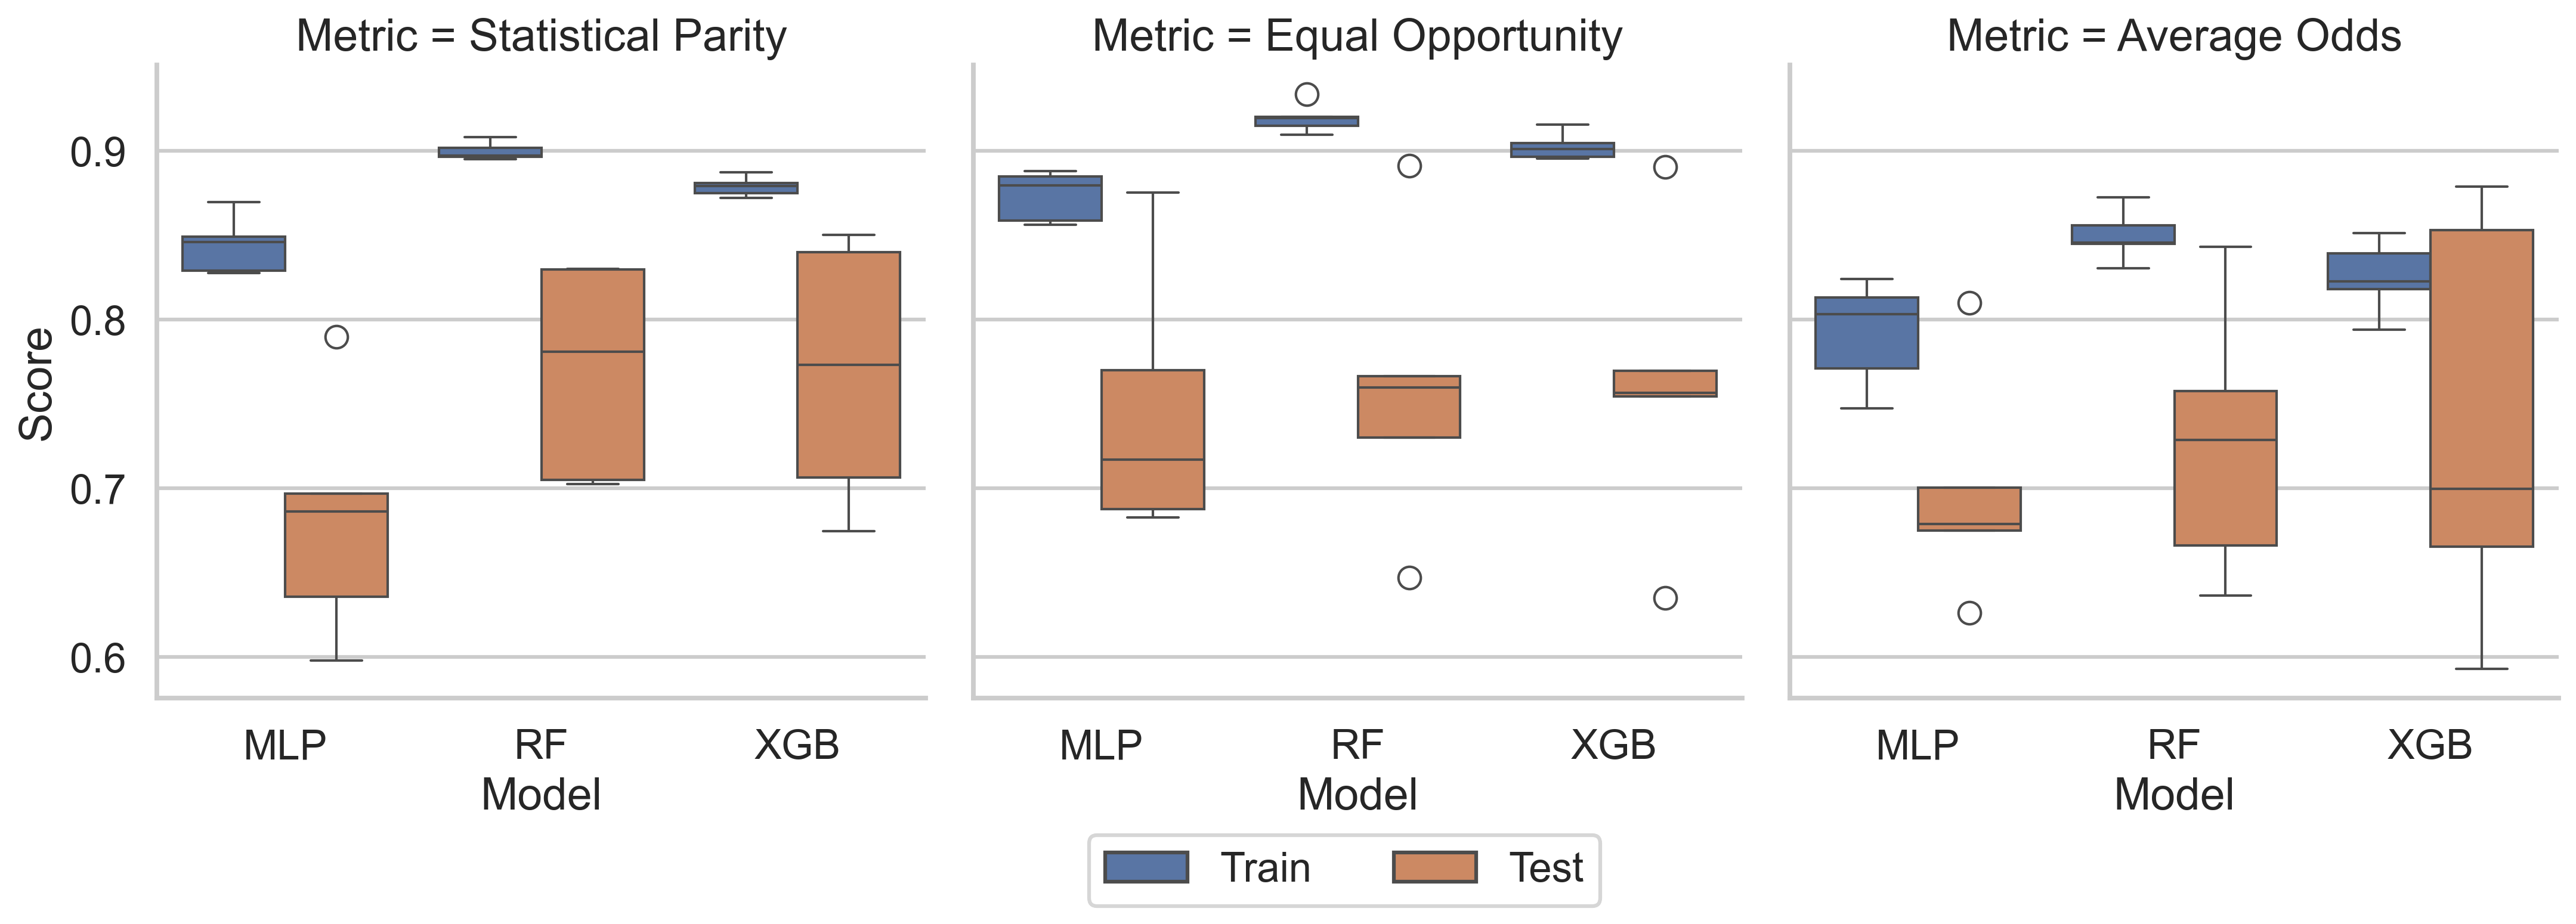 Metric = Statistical Parity
Metric = Equal Opportunity
Metric = Average Odds
Score
0.9
0.8
0.7
0.6
MLP RF XGB
MLP RF XGB
MLP RF XGB
Model
Model
Model
Train Test